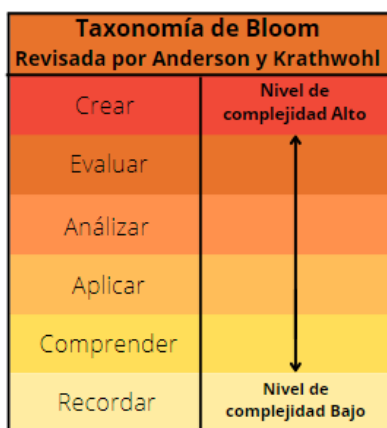 Taxonomía de Bloom
Revisada por Anderson y Krathwohl
Crear
Nivel de
complejidad Alto
Evaluar
Análizar
Aplicar
Comprender
Recordar
Nivel de
complejidad Bajo